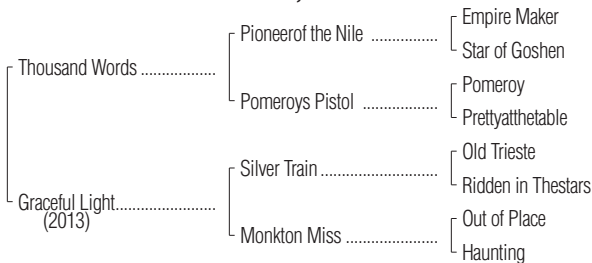 Empire Maker
Pioneerof the Nile ................
Star of Goshen
Thousand Words ..................
Pomeroy
Pomeroys Pistol ..................
Prettyatthetable
Old Trieste
Silver Train ............................
Ridden in Thestars
Graceful Light........................
(2013)
Out of Place
Monkton Miss ......................
Haunting